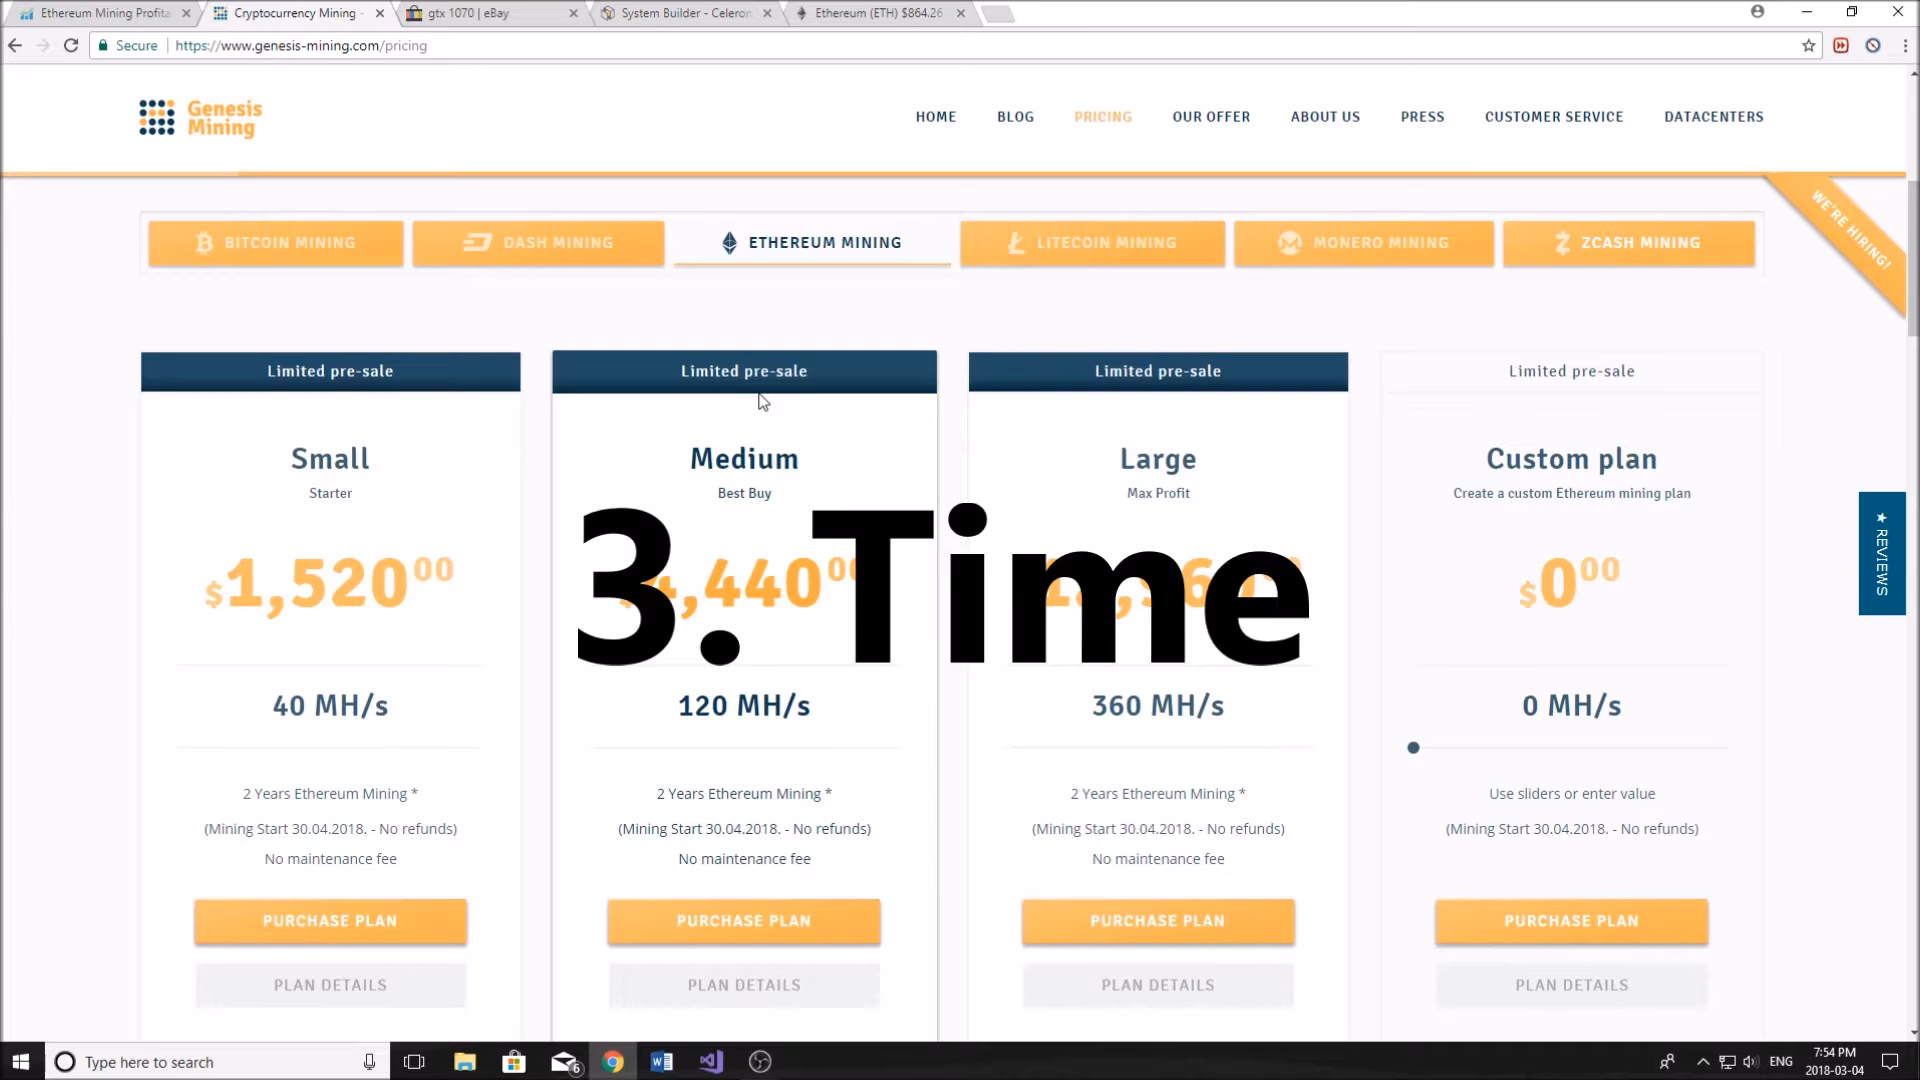 Ethereum Mining Profita
Cryptocurrency Mining -
gtx 1070 | eBay
System Builder - Celeron
Ethereum (ETH) $864.26
Secure
https://www.genesis-mining.com/pricing
Genesis
Mining
HOME
BLOG
PRICING
OUR OFFER
ABOUT US
PRESS
CUSTOMER SERVICE
DATACENTERS
WE'RE HIRING!
BITCOIN MINING
DASH MINING
ETHEREUM MINING
LITECOIN MINING
MONERO MINING
ZCASH MINING
Limited pre-sale
Limited pre-sale
Limited pre-sale
Limited pre-sale
Small
Medium
Large
Custom plan
Starter
Best Buy
Max Profit
Create a custom Ethereum mining plan
3. Time
$1,52000
,44000
$000
★ REVIEWS
40 MH/s
120 MH/s
360 MH/s
0 MH/s
2 Years Ethereum Mining *
2 Years Ethereum Mining *
2 Years Ethereum Mining *
Use sliders or enter value
(Mining Start 30.04.2018. - No refunds)
(Mining Start 30.04.2018. - No refunds)
(Mining Start 30.04.2018. - No refunds)
(Mining Start 30.04.2018. - No refunds)
No maintenance fee
No maintenance fee
No maintenance fee
PURCHASE PLAN
PURCHASE PLAN
PURCHASE PLAN
PURCHASE PLAN
PLAN DETAILS
PLAN DETAILS
PLAN DETAILS
PLAN DETAILS
Type here to search
6
ENG
7:54 PM
2018-03-04